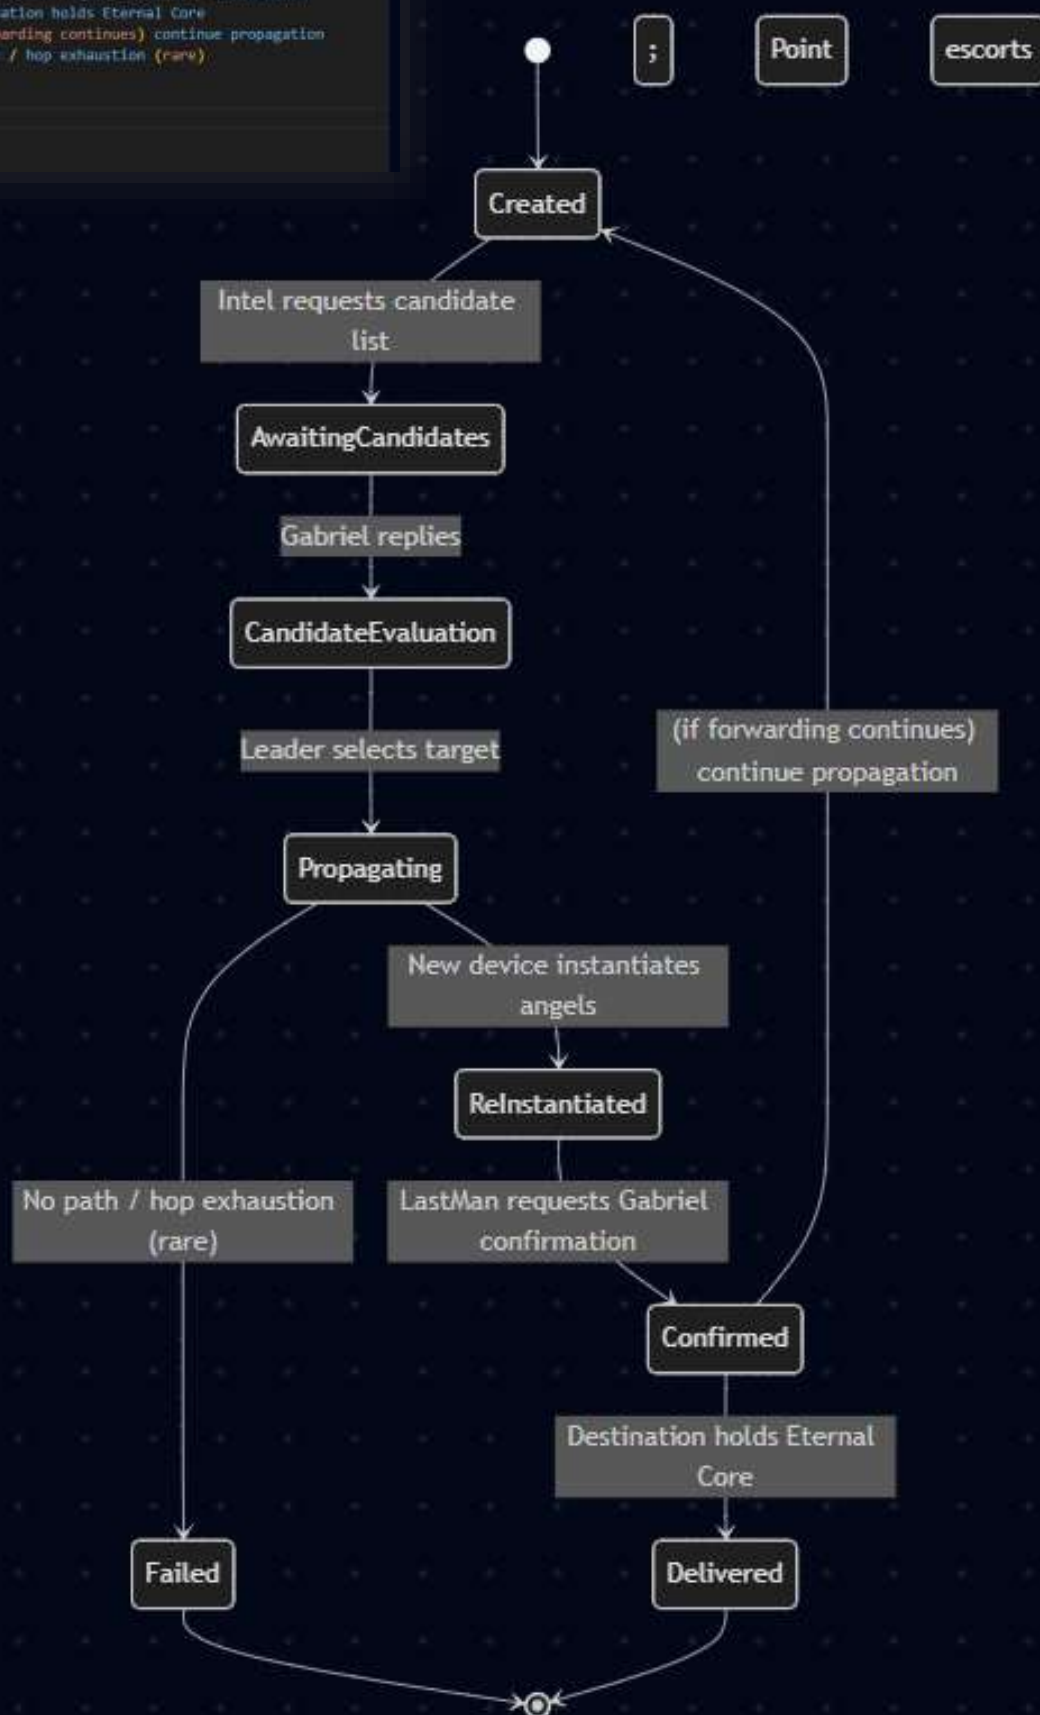 ation holds Eternal Core
arding continues) continue propagation
/ hop exhaustion (rare)
;
Point
escorts
Created
Intel requests candidate
list
AwaitingCandidates
Gabriel replies
CandidateEvaluation
Leader selects target
(if forwarding continues)
continue propagation
Propagating
New device instantiates
angels
ReInstantiated
No path / hop exhaustion
(rare)
LastMan requests Gabriel
confirmation
Confirmed
Destination holds Eternal
Core
Failed
Delivered